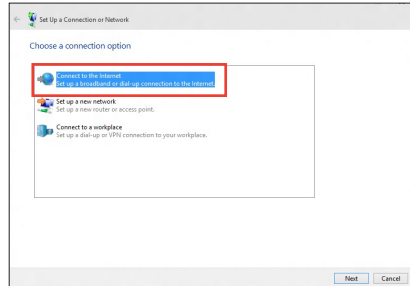 Set Up a Connection or Network
Choose a connection option
Connect to the Internet
Set up a broadband or dial-up connection to the Internet.
Set up a new network
Set up a new router or access point.
Connect to a workplace
Set up a dial-up or VPN connection to your workplace.
Next Cancel